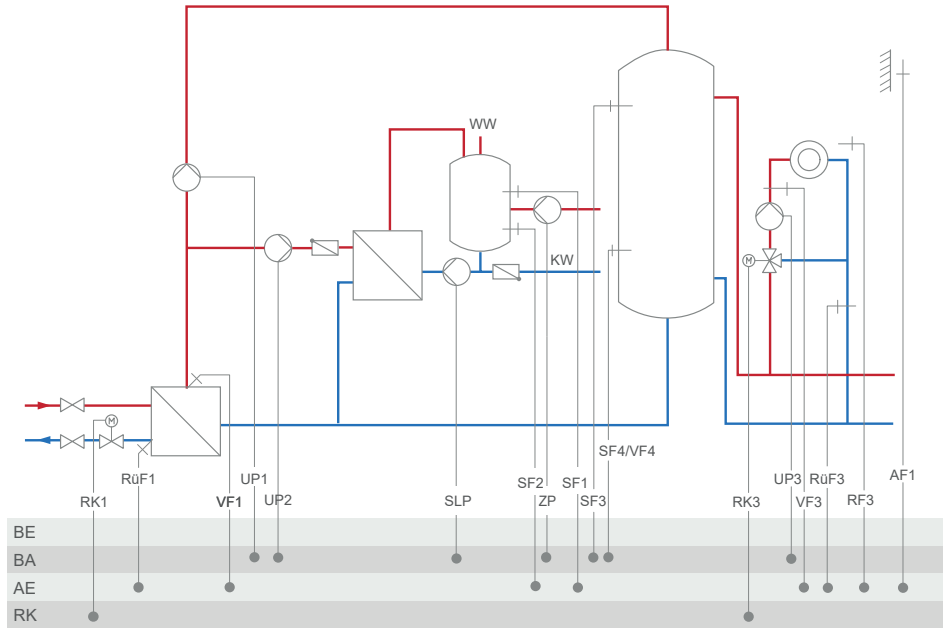 WW
KW
M
M
SF4/VF4
RüF1
UP1
UP2
SF2
SF1
UP3
RüF3
AF1
RK1
VF1
SLP
ZP
SF3
RK3
VF3
RF3
BE
BA
AE
RK